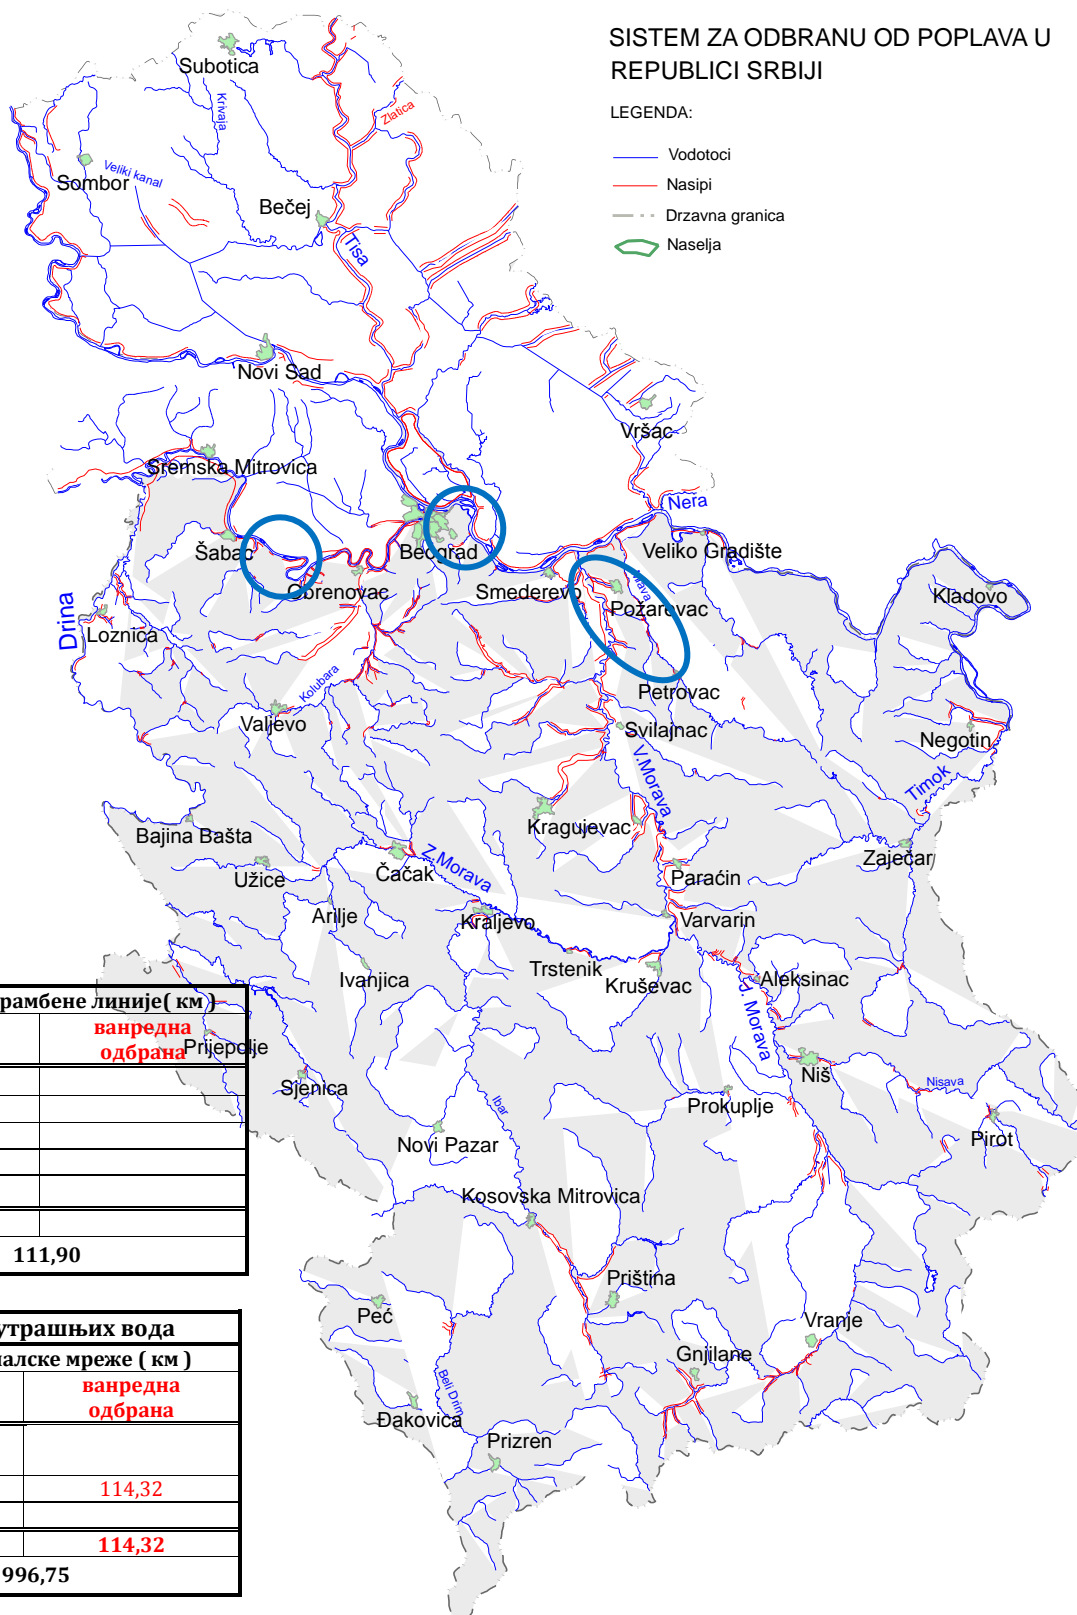 SISTEM ZA ODBRANU OD POPLAVA U
REPUBLICI SRBIJI
LEGENDA:
Vodotoci
Nasipi
Drzavna granica
Naselja
Subotica
Krivaja
Zlatica
Sombor
Veliki kanal
Bečej
Tisa
Novi Sad
Vršac
Sremska Mitrovica
Nera
Šabac
Beograd
Veliko Gradište
Obrenovac
Smederevo
Mlava
Požarevac
Kladovo
Drina
Loznica
Kolubara
Petrovac
Valjevo
Svilajnac
Negotin
V.Morava
Timok
Bajina Bašta
Kragujevac
Zaječar
Užice
Čačak
Z.Morava
Paraćin
Arilje
Kraljevo
Varvarin
Ivanjica
Trstenik
Kruševac
Aleksinac
J. Morava
рамбене линије( км )
ванредна
одбрана
Prijepolje
Sjenica
Niš
Nisava
Ibar
Prokuplje
Novi Pazar
Pirot
Kosovska Mitrovica
111,90
Priština
Peć
Vranje
утрашњих вода
Gnjilane
налске мреже ( км )
ванредна
одбрана
Beli Drim
Đakovica
Prizren
114,32
114,32
996,75